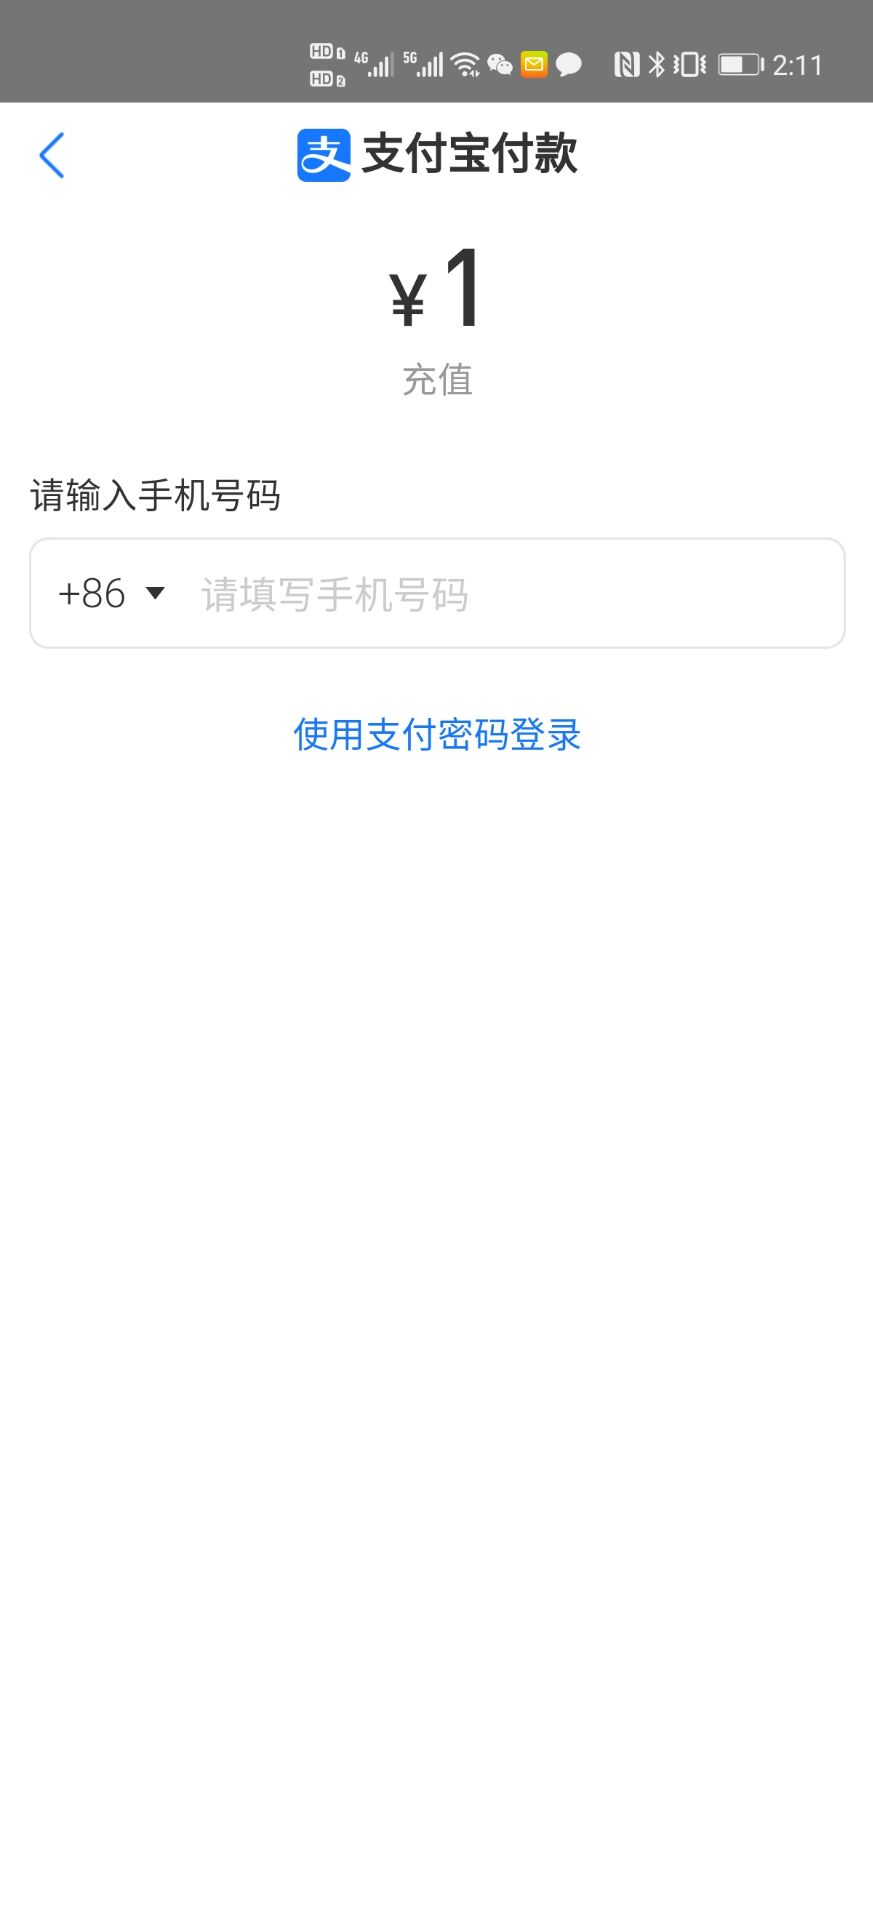 HD 1 4G 5G 2:11
HD 2
支 支付宝付款
¥1
充值
请输入手机号码
+86 请填写手机号码
使用支付密码登录